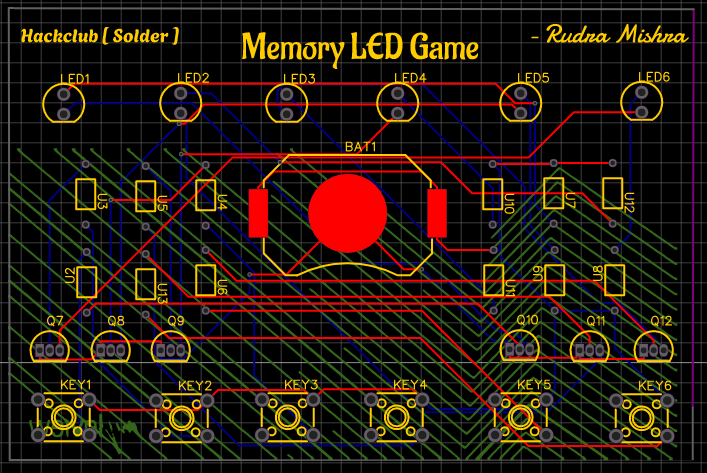 Hackclub [ Solder ]
Memory LED Game
- Rudra Mishra
LED1 LED2 LED3 LED4 LED5 LED6
BAT1
U3 U5 U4 U10 U7 U12
U2 U13 U6 U11 U9 U8
Q7 Q8 Q9 Q10 Q11 Q12
KEY1 KEY2 KEY3 KEY4 KEY5 KEY6